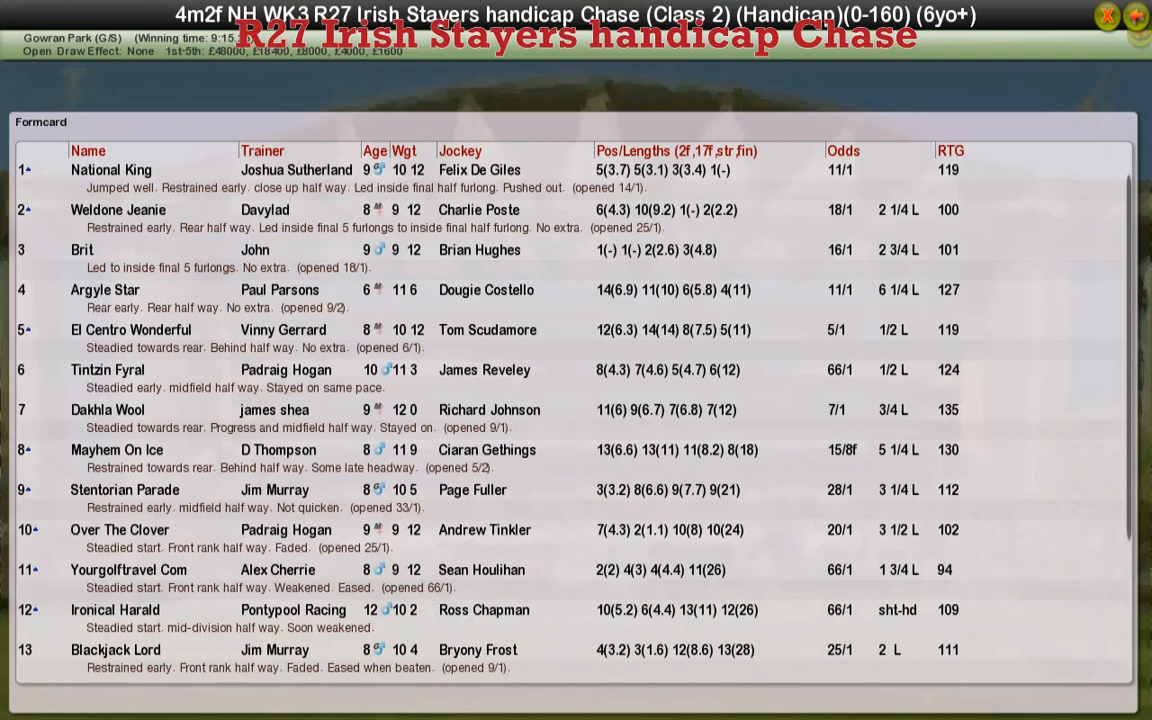 4m2f NH WK3 R27 Irish Stayers handicap Chase (Class 2) (Handicap)(0-160) (6yo+)
R27 Irish Stayers handicap Chase
Gowran Park (G/S) (Winning time: 9:15.
Open Draw Effect: None 1st-5th: £48000, £18400, £8000, £4000, £1600
Formcard
Name Trainer Age Wgt Jockey Pos/Lengths (2f,17f,str,fin) Odds RTG
1 National King Joshua Sutherland 9 10 12 Felix De Giles 5(3.7) 5(3.1) 3(3.4) 1(-) 11/1 119
Jumped well. Restrained early. close up half way. Led inside final half furlong. Pushed out. (opened 14/1).
2 Weldone Jeanie Davylad 8 9 12 Charlie Poste 6(4.3) 10(9.2) 1(-) 2(2.2) 18/1 2 1/4 L 100
Restrained early. Rear half way. Led inside final 5 furlongs to inside final half furlong. No extra. (opened 25/1).
3 Brit John 9 9 12 Brian Hughes 1(-) 1(-) 2(2.6) 3(4.8) 16/1 2 3/4 L 101
Led to inside final 5 furlongs. No extra. (opened 18/1).
4 Argyle Star Paul Parsons 6 11 6 Dougie Costello 14(6.9) 11(10) 6(5.8) 4(11) 11/1 6 1/4 L 127
Rear early. Rear half way. No extra. (opened 9/2).
5 El Centro Wonderful Vinny Gerrard 8 10 12 Tom Scudamore 12(6.3) 14(14) 8(7.5) 5(11) 5/1 1/2 L 119
Steadied towards rear. Behind half way. No extra. (opened 6/1).
6 Tintzin Fyral Padraig Hogan 10 11 3 James Reveley 8(4.3) 7(4.6) 5(4.7) 6(12) 66/1 1/2 L 124
Steadied early. midfield half way. Stayed on same pace.
7 Dakhla Wool james shea 9 12 0 Richard Johnson 11(6) 9(6.7) 7(6.8) 7(12) 7/1 3/4 L 135
Steadied towards rear. Progress and midfield half way. Stayed on. (opened 9/1).
8 Mayhem On Ice D Thompson 8 11 9 Ciaran Gethings 13(6.6) 13(11) 11(8.2) 8(18) 15/8f 5 1/4 L 130
Restrained towards rear. Behind half way. Some late headway. (opened 5/2).
9 Stentorian Parade Jim Murray 8 10 5 Page Fuller 3(3.2) 8(6.6) 9(7.7) 9(21) 28/1 3 1/4 L 112
Restrained early. midfield half way. Not quicken. (opened 33/1).
10 Over The Clover Padraig Hogan 9 9 12 Andrew Tinkler 7(4.3) 2(1.1) 10(8) 10(24) 20/1 3 1/2 L 102
Steadied start. Front rank half way. Faded. (opened 25/1).
11 Yourgolftravel Com Alex Cherrie 8 9 12 Sean Houlihan 2(2) 4(3) 4(4.4) 11(26) 66/1 1 3/4 L 94
Steadied start. Front rank half way. Weakened. Eased. (opened 66/1).
12 Ironical Harald Pontypool Racing 12 10 2 Ross Chapman 10(5.2) 6(4.4) 13(11) 12(26) 66/1 sht-hd 109
Steadied start. mid-division half way. Soon weakened.
13 Blackjack Lord Jim Murray 8 10 4 Bryony Frost 4(3.2) 3(1.6) 12(8.6) 13(28) 25/1 2 L 111
Restrained early. Front rank half way. Faded. Eased when beaten. (opened 9/1).